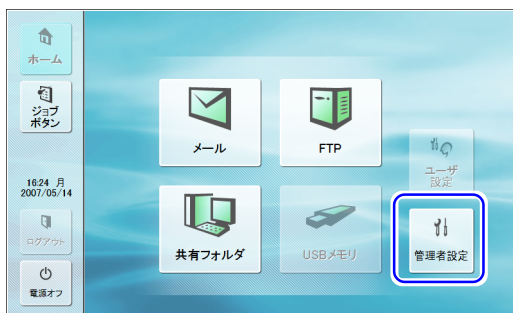 ホーム
ジョブ
ボタン
16:24 月
2007/05/14
ログアウト
電源オフ
メール
FTP
共有フォルダ
USBメモリ
ユーザ
設定
管理者設定